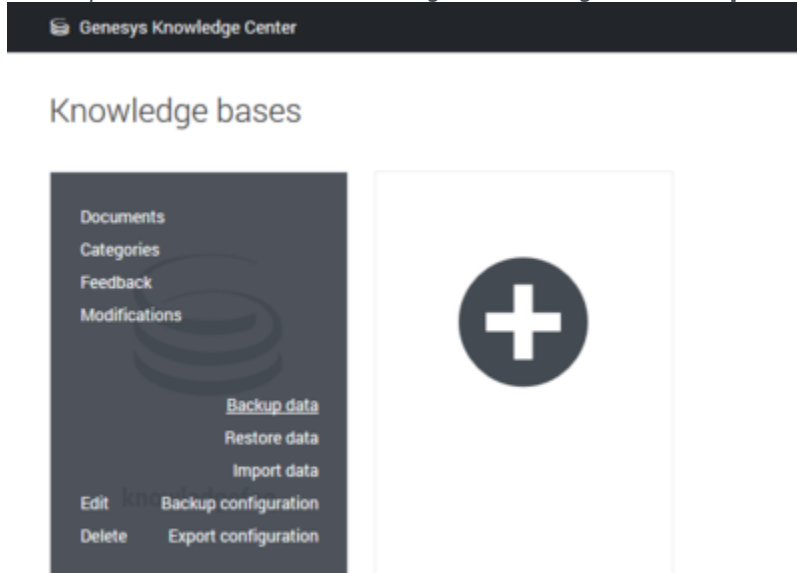 Genesys Knowledge Center
Knowledge bases
Documents
Categories
Feedback
Modifications
Backup data
Restore data
Import data
Edit Backup configuration
Delete Export configuration